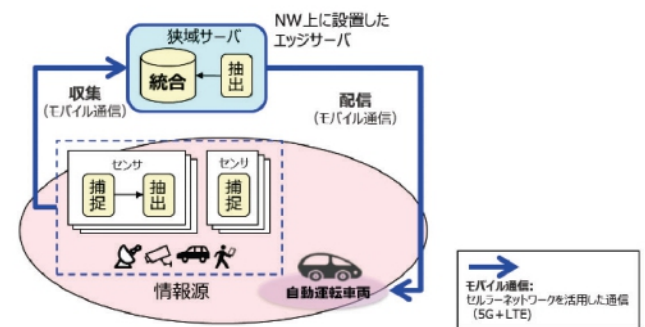 NW上に設置した
エッジサーバ
狭域サーバ
統合
抽出
収集
(モバイル通信)
配信
(モバイル通信)
センサ
捕捉
抽出
センリ
捕捉
情報源
自動運転車両
モバイル通信:
セルラーネットワークを活用した通信
(5G+LTE)